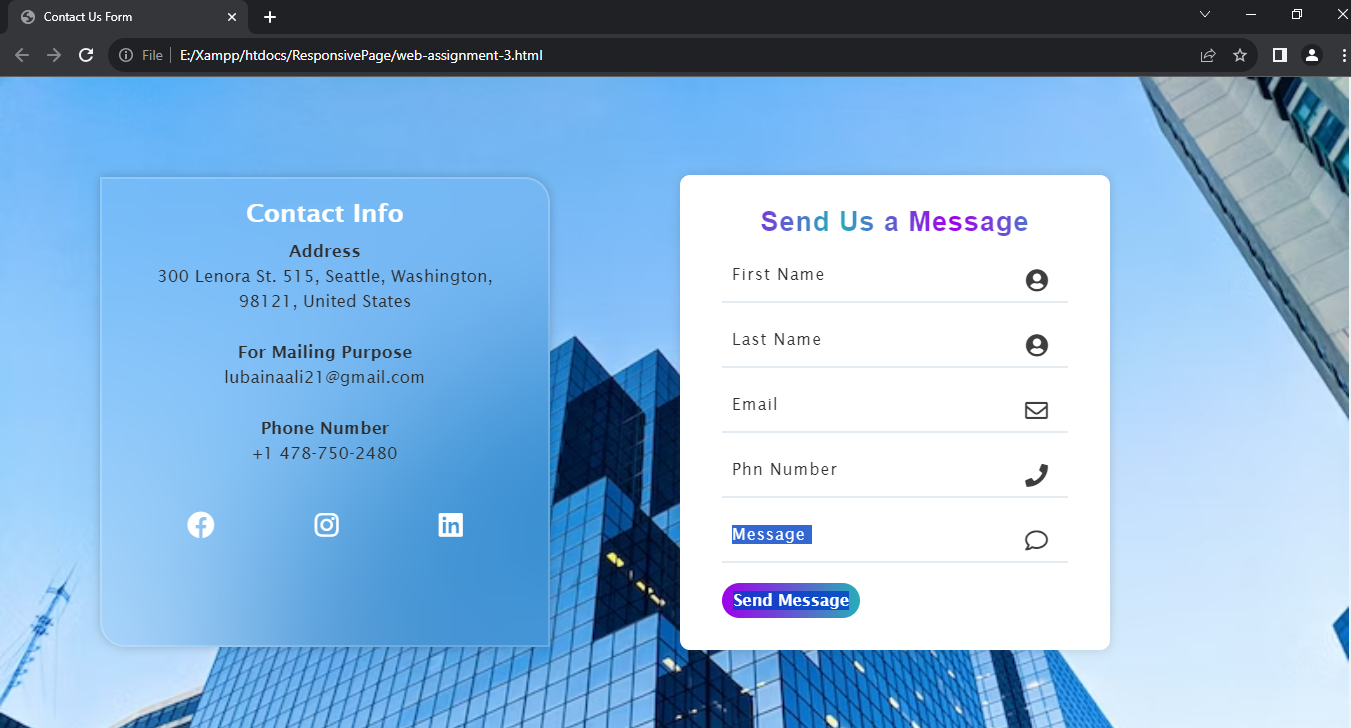 Contact Us Form
File
E:/Xampp/htdocs/ResponsivePage/web-assignment-3.html
Contact Info
Address
300 Lenora St. 515, Seattle, Washington,
98121, United States
For Mailing Purpose
lubainaali21@gmail.com
Phone Number
+1 478-750-2480
Send Us a Message
First Name
Last Name
Email
Phn Number
Message
Send Message